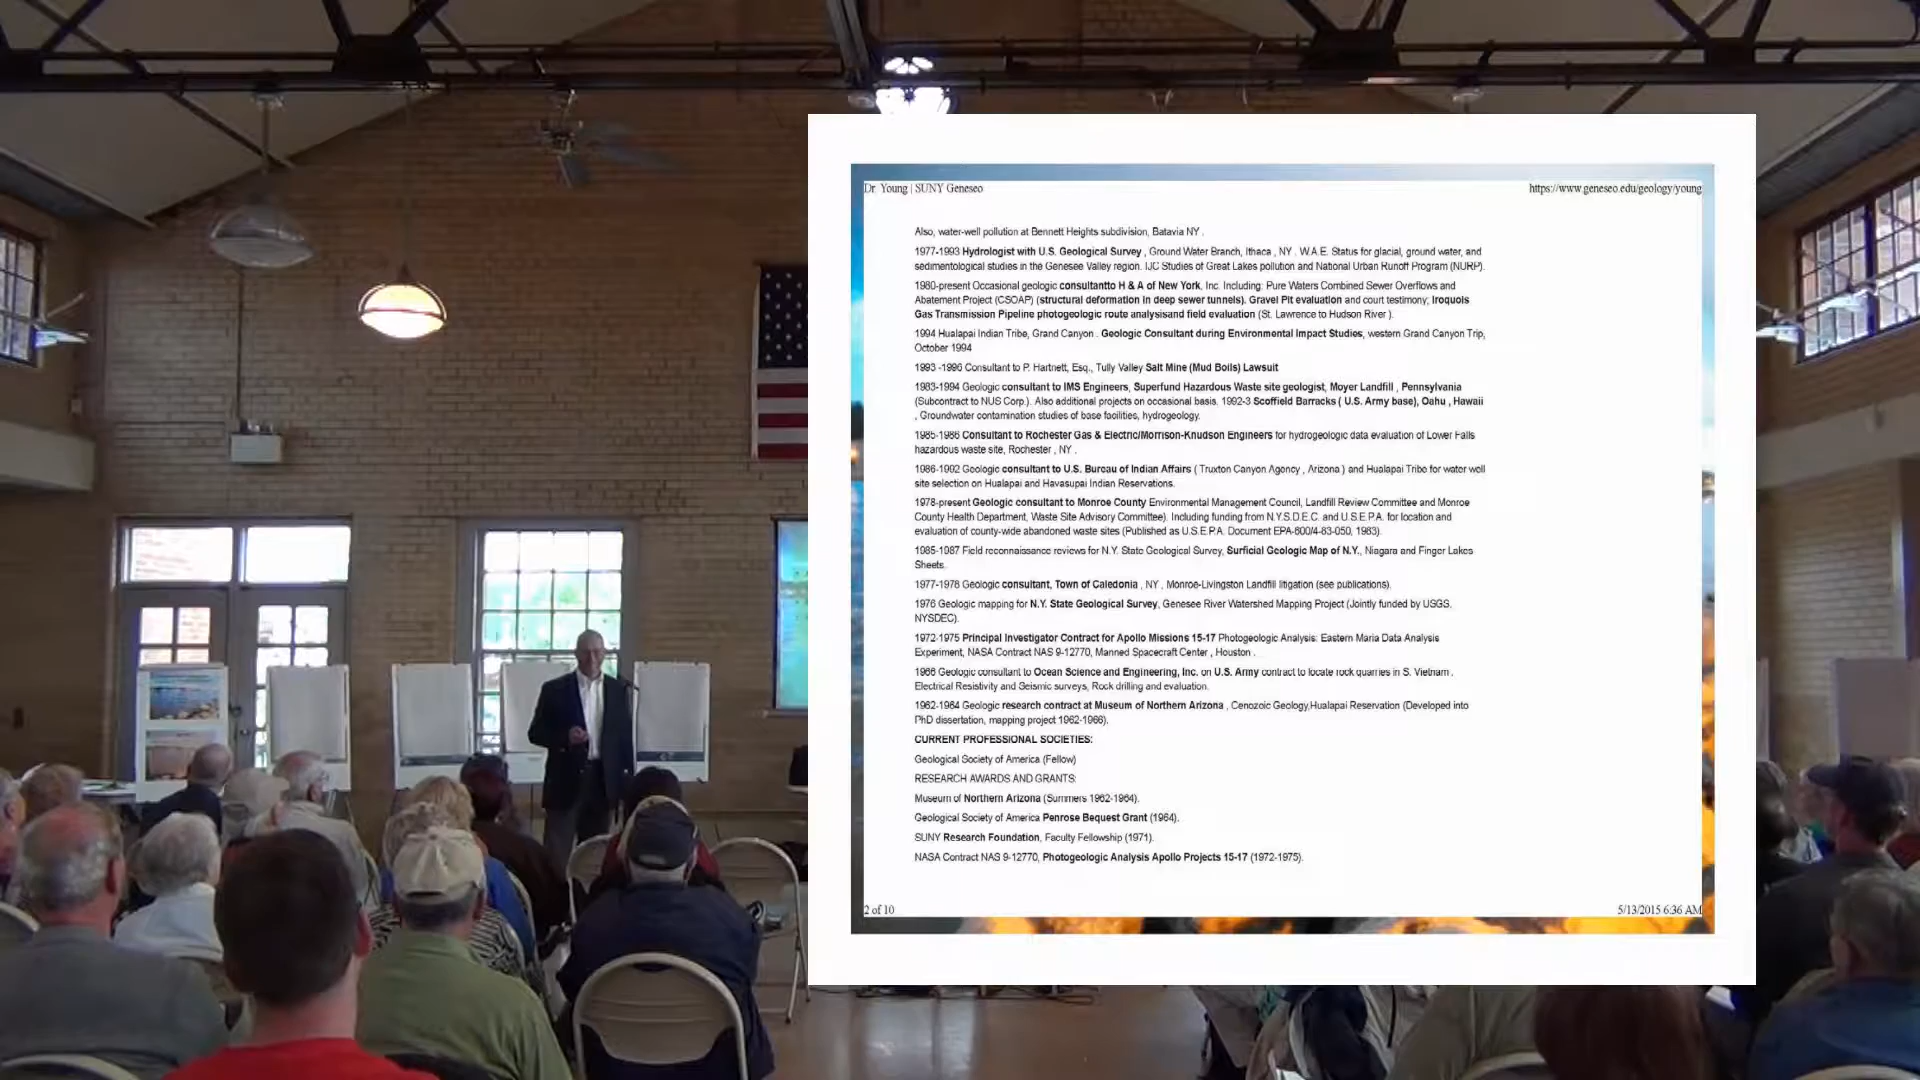 Dr. Young | SUNY Geneseo
https://www.geneseo.edu/geology/young
Also, water-well pollution at Bennett Heights subdivision, Batavia NY .
1977-1993 Hydrologist with U.S. Geological Survey , Ground Water Branch, Ithaca , NY . W.A.E. Status for glacial, ground water, and
sedimentological studies in the Genesee Valley region. IJC Studies of Great Lakes pollution and National Urban Runoff Program (NURP).
1980-present Occasional geologic consultantto H & A of New York, Inc. Including: Pure Waters Combined Sewer Overflows and
Abatement Project (CSOAP) (structural deformation in deep sewer tunnels). Gravel Pit evaluation and court testimony; Iroquois
Gas Transmission Pipeline photogeologic route analysisand field evaluation (St. Lawrence to Hudson River ).
1994 Hualapai Indian Tribe, Grand Canyon . Geologic Consultant during Environmental Impact Studies, western Grand Canyon Trip,
October 1994
1993 -1996 Consultant to P. Hartnett, Esq., Tully Valley Salt Mine (Mud Boils) Lawsuit
1983-1994 Geologic consultant to IMS Engineers, Superfund Hazardous Waste site geologist, Moyer Landfill , Pennsylvania
(Subcontract to NUS Corp.). Also additional projects on occasional basis. 1992-3 Scoffield Barracks ( U.S. Army base), Oahu , Hawaii
, Groundwater contamination studies of base facilities, hydrogeology.
1985-1986 Consultant to Rochester Gas & Electric/Morrison-Knudson Engineers for hydrogeologic data evaluation of Lower Falls
hazardous waste site, Rochester , NY .
1986-1992 Geologic consultant to U.S. Bureau of Indian Affairs ( Truxton Canyon Agency , Arizona ) and Hualapai Tribe for water well
site selection on Hualapai and Havasupai Indian Reservations.
1978-present Geologic consultant to Monroe County Environmental Management Council, Landfill Review Committee and Monroe
County Health Department, Waste Site Advisory Committee). Including funding from N.Y.S.D.E.C. and U.S.E.P.A. for location and
evaluation of county-wide abandoned waste sites (Published as U.S.E.P.A. Document EPA-600/4-83-050, 1983).
1985-1987 Field reconnaissance reviews for N.Y. State Geological Survey, Surficial Geologic Map of N.Y., Niagara and Finger Lakes
Sheets.
1977-1978 Geologic consultant, Town of Caledonia , NY , Monroe-Livingston Landfill litigation (see publications).
1976 Geologic mapping for N.Y. State Geological Survey, Genesee River Watershed Mapping Project (Jointly funded by USGS,
NYSDEC).
1972-1975 Principal Investigator Contract for Apollo Missions 15-17 Photogeologic Analysis: Eastern Maria Data Analysis
Experiment, NASA Contract NAS 9-12770, Manned Spacecraft Center , Houston .
1966 Geologic consultant to Ocean Science and Engineering, Inc. on U.S. Army contract to locate rock quarries in S. Vietnam .
Electrical Resistivity and Seismic surveys, Rock drilling and evaluation.
1962-1964 Geologic research contract at Museum of Northern Arizona , Cenozoic Geology,Hualapai Reservation (Developed into
PhD dissertation, mapping project 1962-1966).
CURRENT PROFESSIONAL SOCIETIES:
Geological Society of America (Fellow)
RESEARCH AWARDS AND GRANTS:
Museum of Northern Arizona (Summers 1962-1964).
Geological Society of America Penrose Bequest Grant (1964).
SUNY Research Foundation, Faculty Fellowship (1971).
NASA Contract NAS 9-12770, Photogeologic Analysis Apollo Projects 15-17 (1972-1975).
2 of 10
5/13/2015 6:36 AM